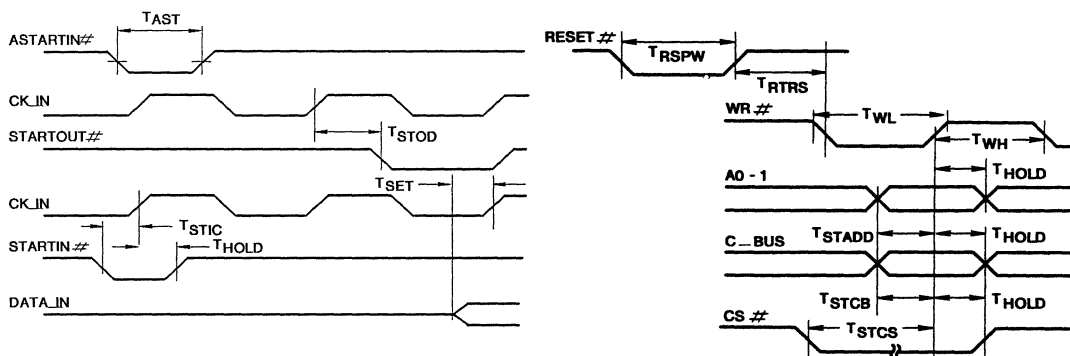 TAST
ASTARTIN#
CK_IN
TSTOD
STARTOUT#
TSET
CK_IN
TSTIC
THOLD
STARTIN#
DATA_IN
RESET#
TRSPW
TRTRS
WR#
TWL
TWH
THOLD
A0-1
TSTADD
THOLD
C_BUS
TSTCB
THOLD
CS#
TSTCS